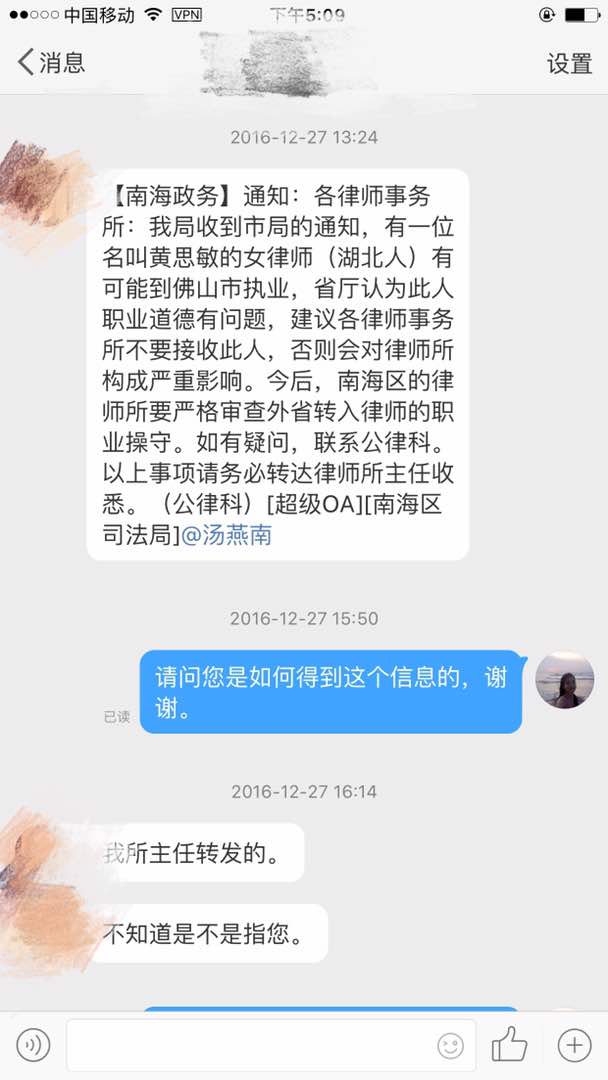 中国移动 VPN 下午5:09
消息 设置
2016-12-27 13:24
【南海政务】通知：各律师事务
所：我局收到市局的通知，有一位
名叫黄思敏的女律师（湖北人）有
可能到佛山市执业，省厅认为此人
职业道德有问题，建议各律师事务
所不要接收此人，否则会对律师所
构成严重影响。今后，南海区的律
师所要严格审查外省转入律师的职
业操守。如有疑问，联系公律科。
以上事项请务必转达律师所主任收
悉。（公律科）[超级OA][南海区
司法局]@汤燕南
2016-12-27 15:50
请问您是如何得到这个信息的，谢
谢。
已读
2016-12-27 16:14
我所主任转发的。
不知道是不是指您。